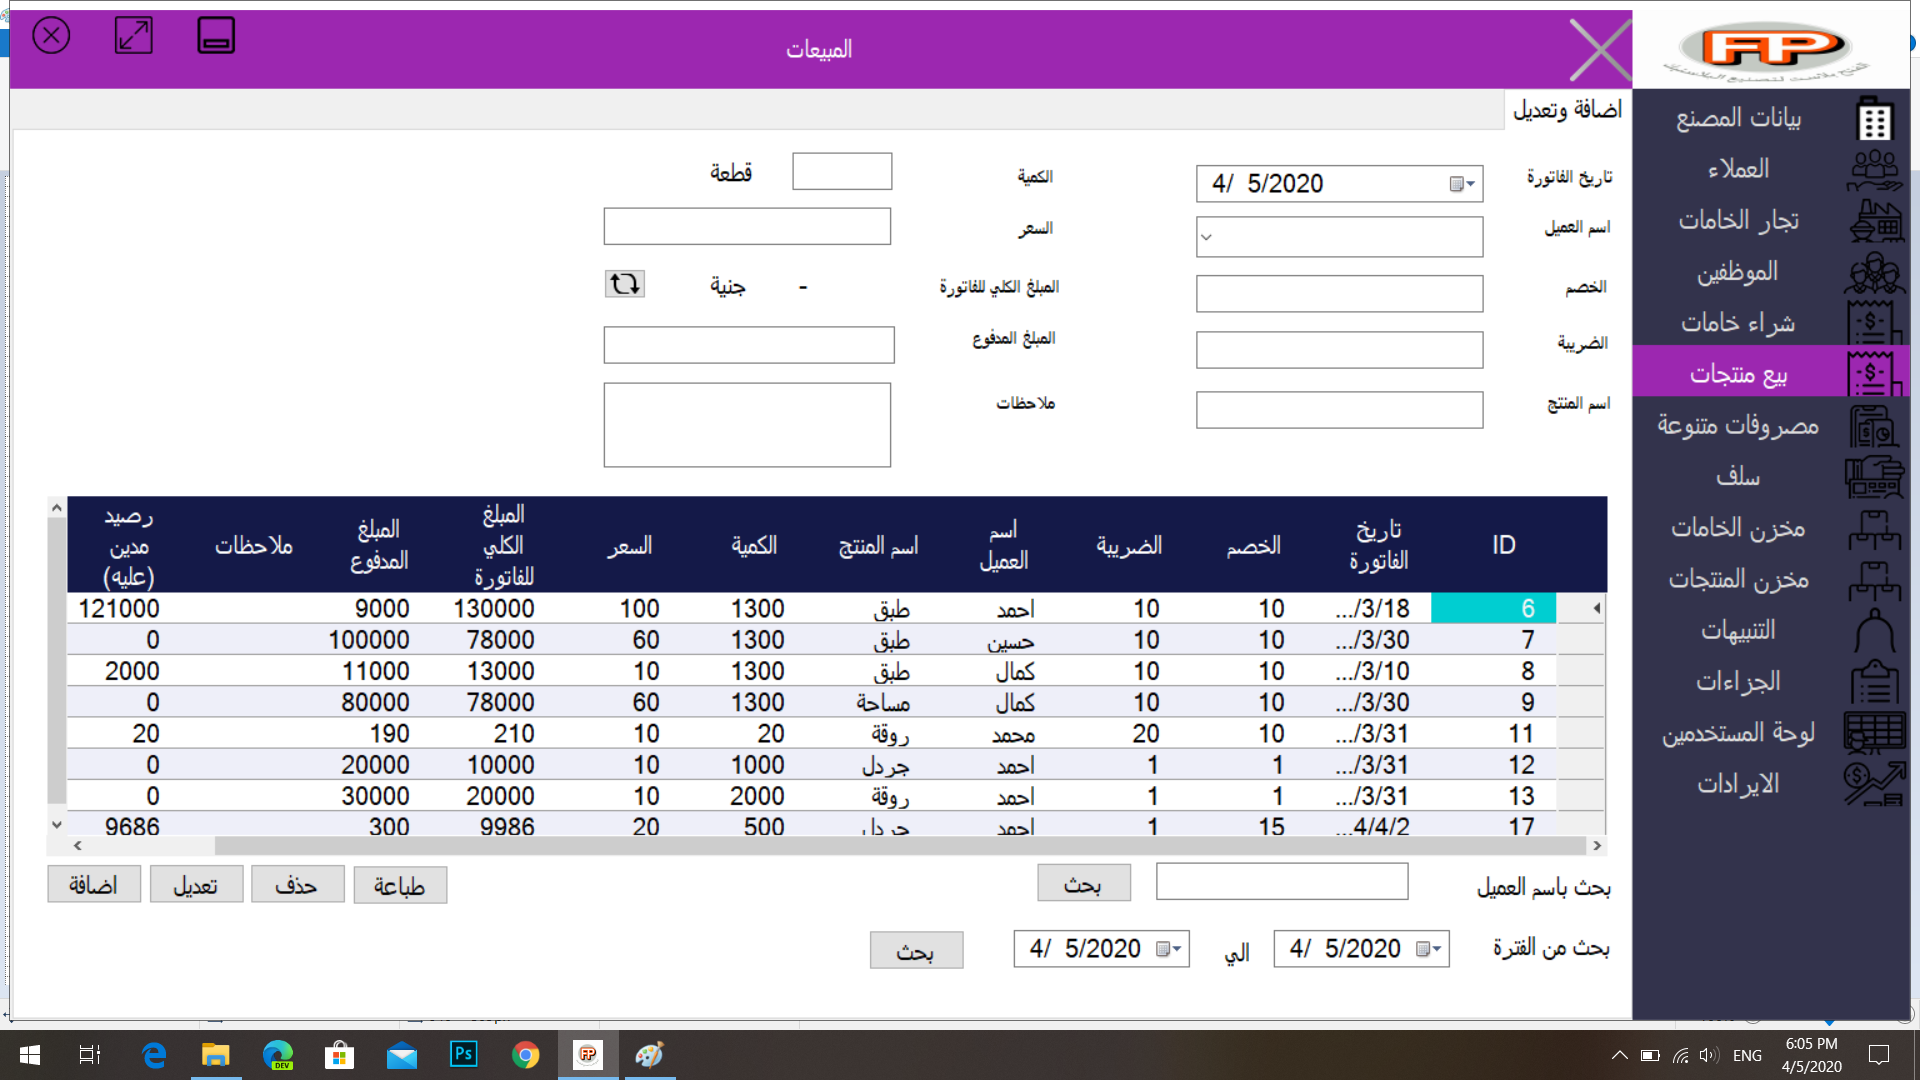 المبيعات
FP
الفتح بلاست لتصنيع البلاستيك
اضافة وتعديل
بيانات المصنع
العملاء
تجار الخامات
الموظفين
شراء خامات
بيع منتجات
مصروفات متنوعة
سلف
مخزن الخامات
مخزن المنتجات
التنبيهات
الجزاءات
لوحة المستخدمين
الايرادات
تاريخ الفاتورة 4/ 5/2020
اسم العميل
الخصم
الضريبة
اسم المنتج
الكمية قطعة
السعر
المبلغ الكلي للفاتورة - جنية
المبلغ المدفوع
ملاحظات
ID تاريخ الفاتورة الخصم الضريبة اسم العميل اسم المنتج الكمية السعر المبلغ الكلي للفاتورة المبلغ المدفوع ملاحظات رصيد مدين (عليه)
6 .../3/18 10 10 احمد طبق 1300 100 130000 9000 121000
7 .../3/30 10 10 حسين طبق 1300 60 78000 100000 0
8 .../3/10 10 10 كمال طبق 1300 10 13000 11000 2000
9 .../3/30 10 10 كمال مساحة 1300 60 78000 80000 0
11 .../3/31 10 20 محمد روقة 20 10 210 190 20
12 .../3/31 1 1 احمد جردل 1000 10 10000 20000 0
13 .../3/31 1 1 احمد روقة 2000 10 20000 30000 0
17 ...4/4/2 15 1 احمد جردل 500 20 9986 300 9686
اضافة تعديل حذف طباعة
بحث باسم العميل بحث
بحث من الفترة 4/ 5/2020 الي 4/ 5/2020 بحث
DEV
Ps
FP
ENG
6:05 PM
4/5/2020